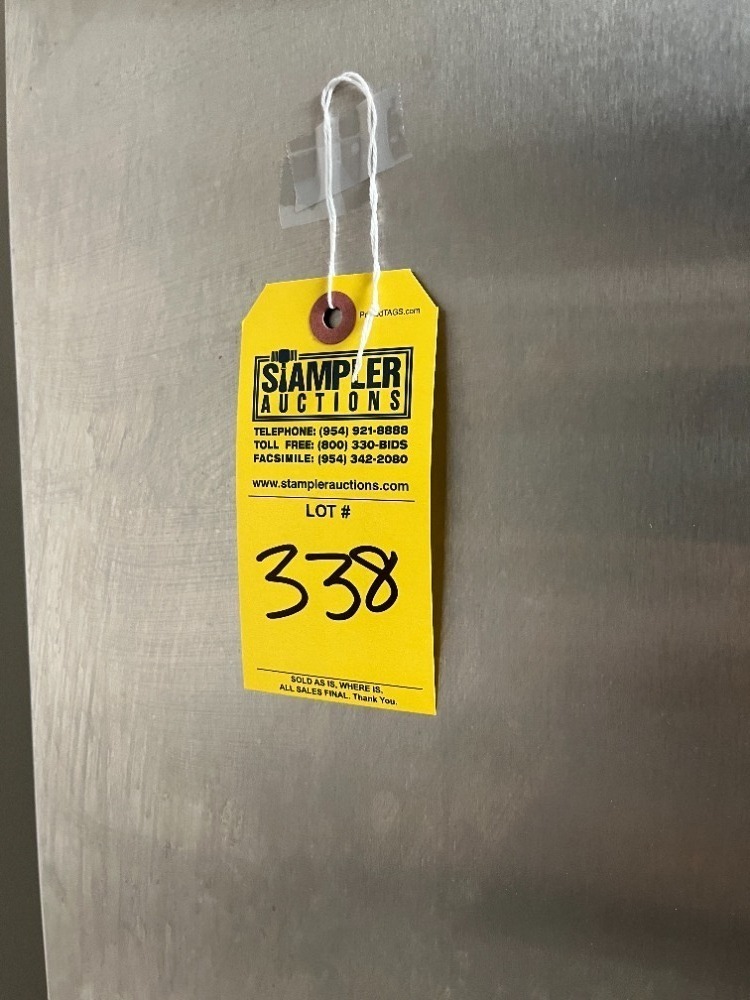 STAMPLER
AUCTIONS
TELEPHONE: (954) 921-8888
TOLL FREE: (800) 330-BIDS
FACSIMILE: (954) 342-2080
www.stamplerauctions.com
LOT #
338
SOLD AS IS, WHERE IS.
ALL SALES FINAL. Thank You.